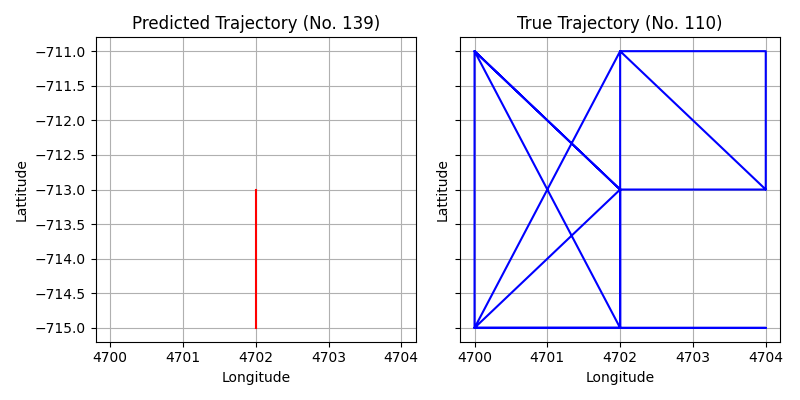 Predicted Trajectory (No. 139)
−711.0
−711.5
−712.0
−712.5
−713.0
−713.5
−714.0
−714.5
−715.0
Lattitude
4700 4701 4702 4703 4704
Longitude
True Trajectory (No. 110)
Lattitude
4700 4701 4702 4703 4704
Longitude